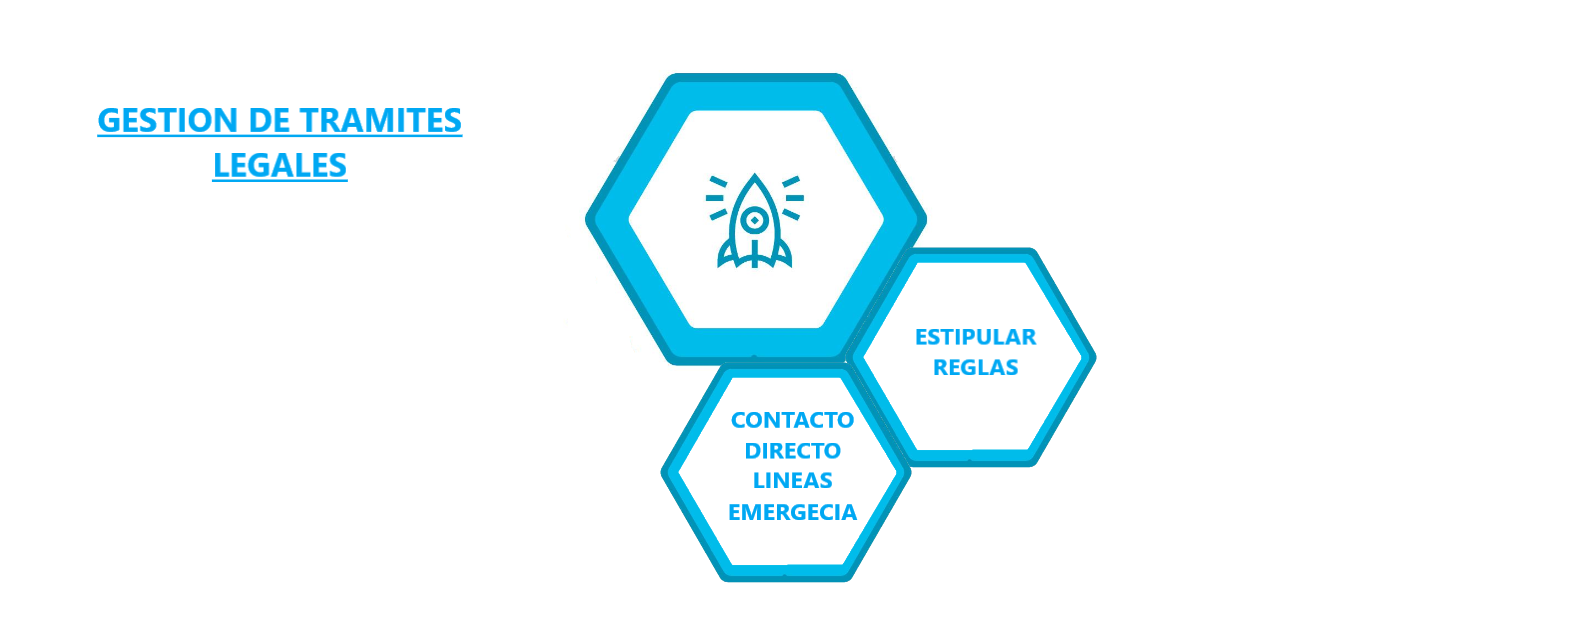 GESTION DE TRAMITES
LEGALES
ESTIPULAR
REGLAS
CONTACTO
DIRECTO
LINEAS
EMERGECIA